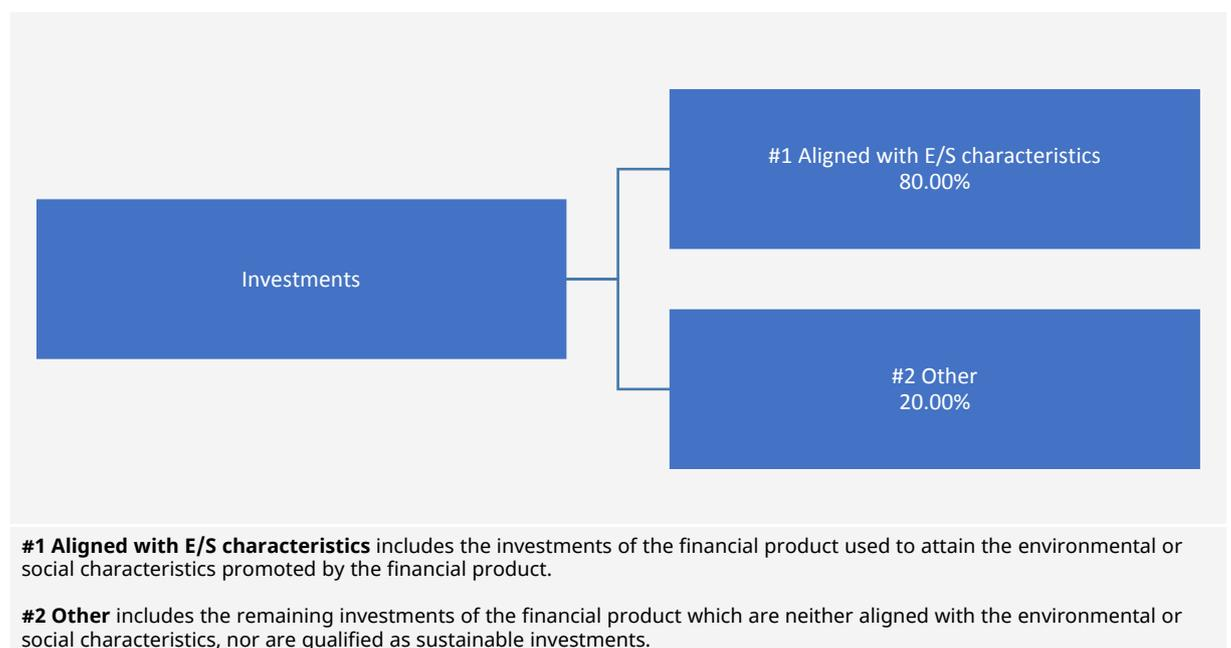 #1 Aligned with E/S characteristics
80.00%
Investments
#2 Other
20.00%
#1 Aligned with E/S characteristics includes the investments of the financial product used to attain the environmental or
social characteristics promoted by the financial product.
#2 Other includes the remaining investments of the financial product which are neither aligned with the environmental or
social characteristics, nor are qualified as sustainable investments.